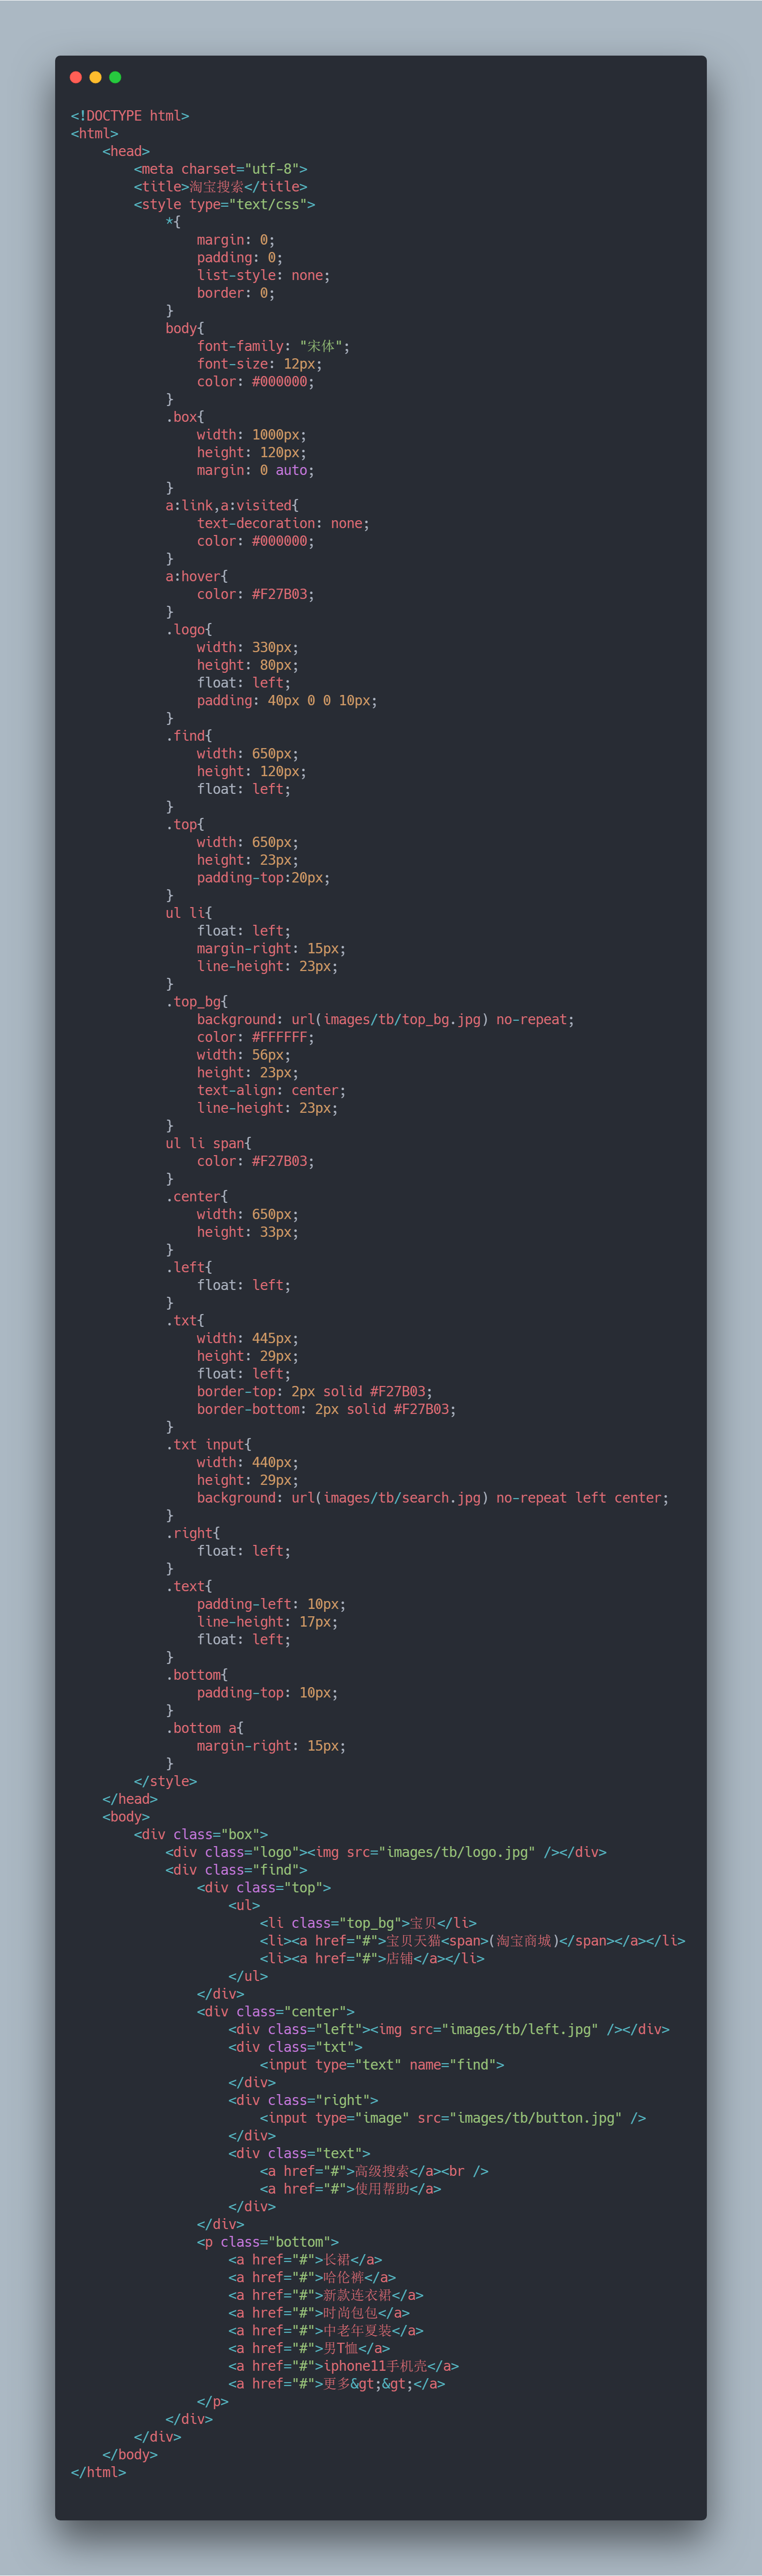 <!DOCTYPE html>
<html>
    <head>
        <meta charset="utf-8">
        <title>淘宝搜索</title>
        <style type="text/css">
            *{
                margin: 0;
                padding: 0;
                list-style: none;
                border: 0;
            }
            body{
                font-family: "宋体";
                font-size: 12px;
                color: #000000;
            }
            .box{
                width: 1000px;
                height: 120px;
                margin: 0 auto;
            }
            a:link,a:visited{
                text-decoration: none;
                color: #000000;
            }
            a:hover{
                color: #F27B03;
            }
            .logo{
                width: 330px;
                height: 80px;
                float: left;
                padding: 40px 0 0 10px;
            }
            .find{
                width: 650px;
                height: 120px;
                float: left;
            }
            .top{
                width: 650px;
                height: 23px;
                padding-top:20px;
            }
            ul li{
                float: left;
                margin-right: 15px;
                line-height: 23px;
            }
            .top_bg{
                background: url(images/tb/top_bg.jpg) no-repeat;
                color: #FFFFFF;
                width: 56px;
                height: 23px;
                text-align: center;
                line-height: 23px;
            }
            ul li span{
                color: #F27B03;
            }
            .center{
                width: 650px;
                height: 33px;
            }
            .left{
                float: left;
            }
            .txt{
                width: 445px;
                height: 29px;
                float: left;
                border-top: 2px solid #F27B03;
                border-bottom: 2px solid #F27B03;
            }
            .txt input{
                width: 440px;
                height: 29px;
                background: url(images/tb/search.jpg) no-repeat left center;
            }
            .right{
                float: left;
            }
            .text{
                padding-left: 10px;
                line-height: 17px;
                float: left;
            }
            .bottom{
                padding-top: 10px;
            }
            .bottom a{
                margin-right: 15px;
            }
        </style>
    </head>
    <body>
        <div class="box">
            <div class="logo"><img src="images/tb/logo.jpg" /></div>
            <div class="find">
                <div class="top">
                    <ul>
                        <li class="top_bg">宝贝</li>
                        <li><a href="#">宝贝天猫<span>(淘宝商城)</span></a></li>
                        <li><a href="#">店铺</a></li>
                    </ul>
                </div>
                <div class="center">
                    <div class="left"><img src="images/tb/left.jpg" /></div>
                    <div class="txt">
                        <input type="text" name="find">
                    </div>
                    <div class="right">
                        <input type="image" src="images/tb/button.jpg" />
                    </div>
                    <div class="text">
                        <a href="#">高级搜索</a><br />
                        <a href="#">使用帮助</a>
                    </div>
                </div>
                <p class="bottom">
                    <a href="#">长裙</a>
                    <a href="#">哈伦裤</a>
                    <a href="#">新款连衣裙</a>
                    <a href="#">时尚包包</a>
                    <a href="#">中老年夏装</a>
                    <a href="#">男T恤</a>
                    <a href="#">iphone11手机壳</a>
                    <a href="#">更多&gt;&gt;</a>
                </p>
            </div>
        </div>
    </body>
</html>